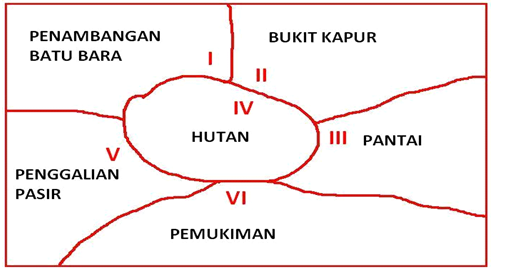 PENAMBANGAN
BATU BARA
I
BUKIT KAPUR
II
IV
HUTAN
III
PANTAI
V
PENGGALIAN
PASIR
VI
PEMUKIMAN